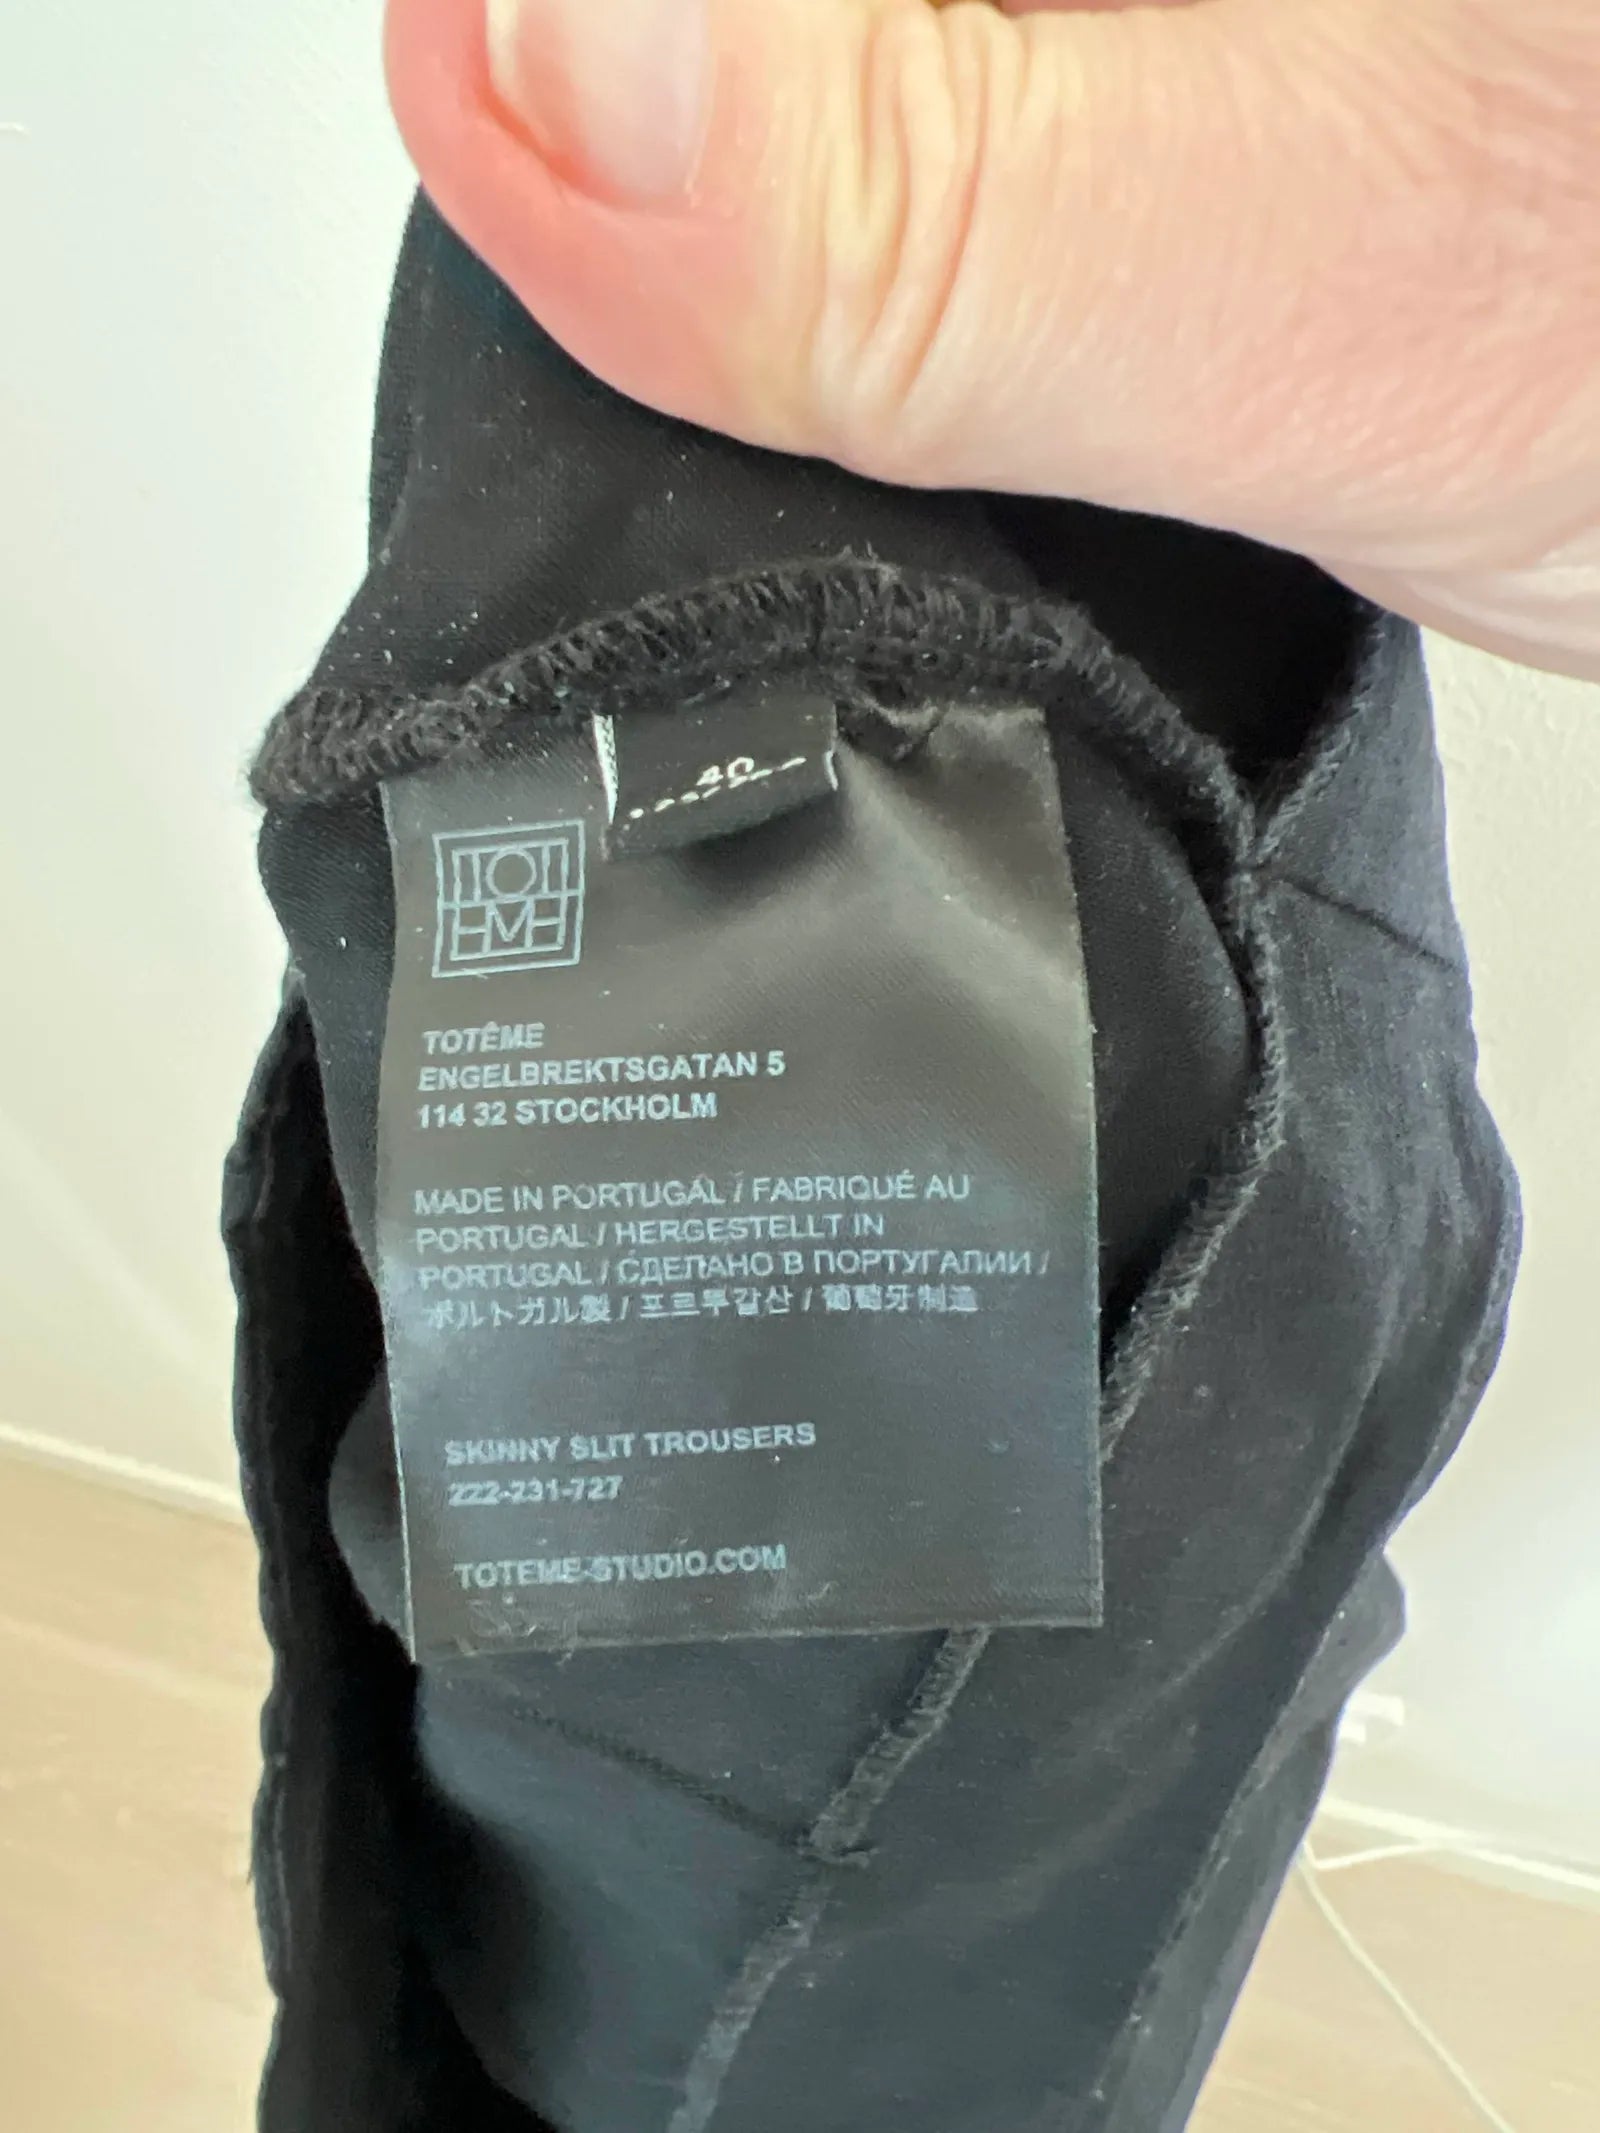 40
TOTEME
TOTÊME
ENGELBREKTSGATAN 5
114 32 STOCKHOLM
MADE IN PORTUGAL / FABRIQUÉ AU
PORTUGAL / HERGESTELLT IN
PORTUGAL / СДЕЛАНО В ПОРТУГАЛИИ /
ポルトガル製 / 포르투갈산 / 葡萄牙制造
SKINNY SLIT TROUSERS
222-231-727
TOTEME-STUDIO.COM